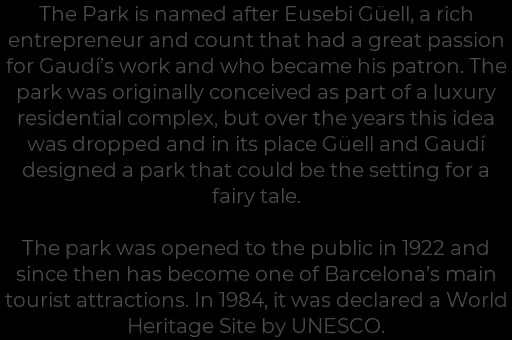 The Park is named after Eusebi Güell, a rich
entrepreneur and count that had a great passion
for Gaudí’s work and who became his patron. The
park was originally conceived as part of a luxury
residential complex, but over the years this idea
was dropped and in its place Güell and Gaudí
designed a park that could be the setting for a
fairy tale.
The park was opened to the public in 1922 and
since then has become one of Barcelona’s main
tourist attractions. In 1984, it was declared a World
Heritage Site by UNESCO.